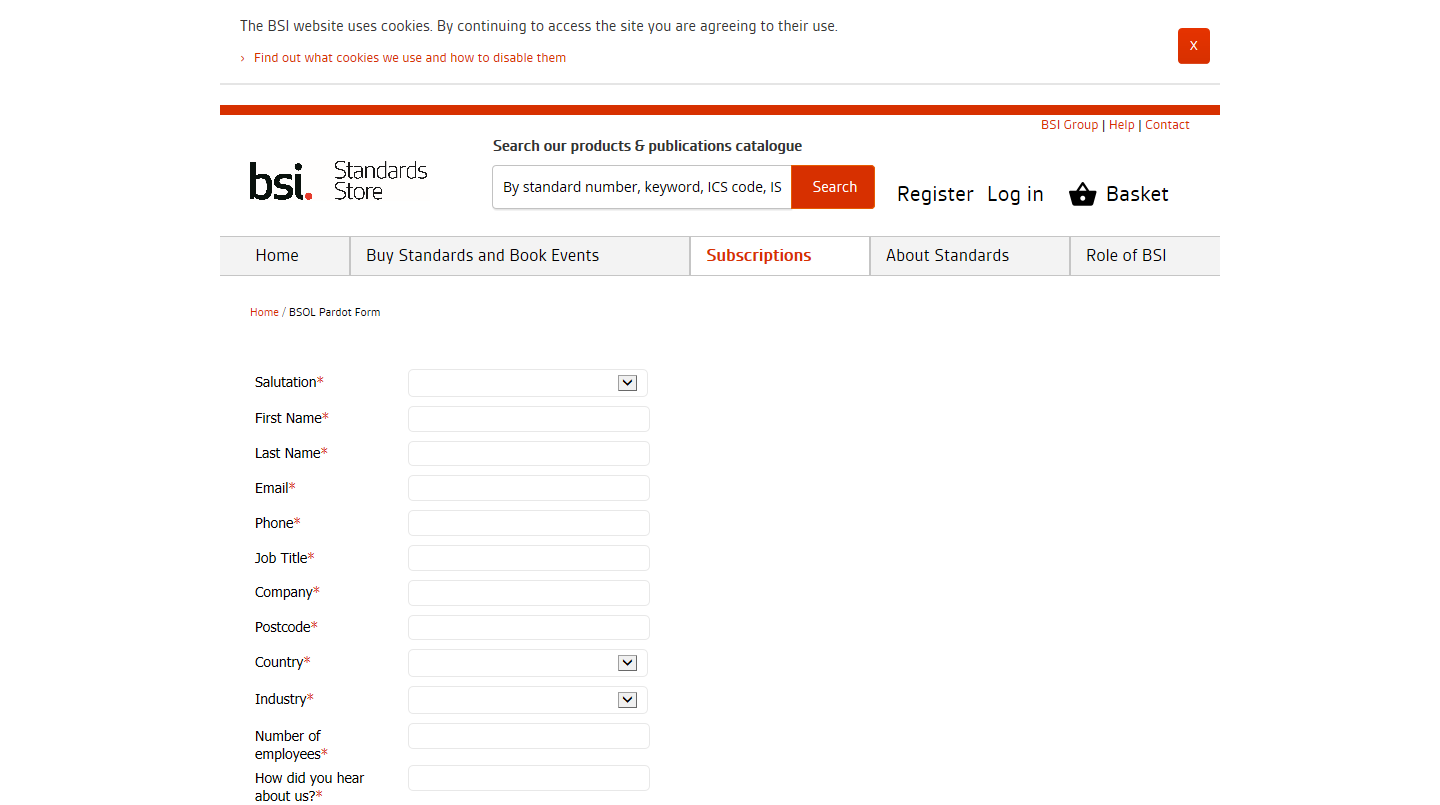 The BSI website uses cookies. By continuing to access the site you are agreeing to their use.
› Find out what cookies we use and how to disable them
X
BSI Group | Help | Contact
Search our products & publications catalogue
bsi. Standards
Store
By standard number, keyword, ICS code, IS
Search
Register Log in Basket
Home
Buy Standards and Book Events
Subscriptions
About Standards
Role of BSI
Home / BSOL Pardot Form
Salutation*
First Name*
Last Name*
Email*
Phone*
Job Title*
Company*
Postcode*
Country*
Industry*
Number of
employees*
How did you hear
about us?*